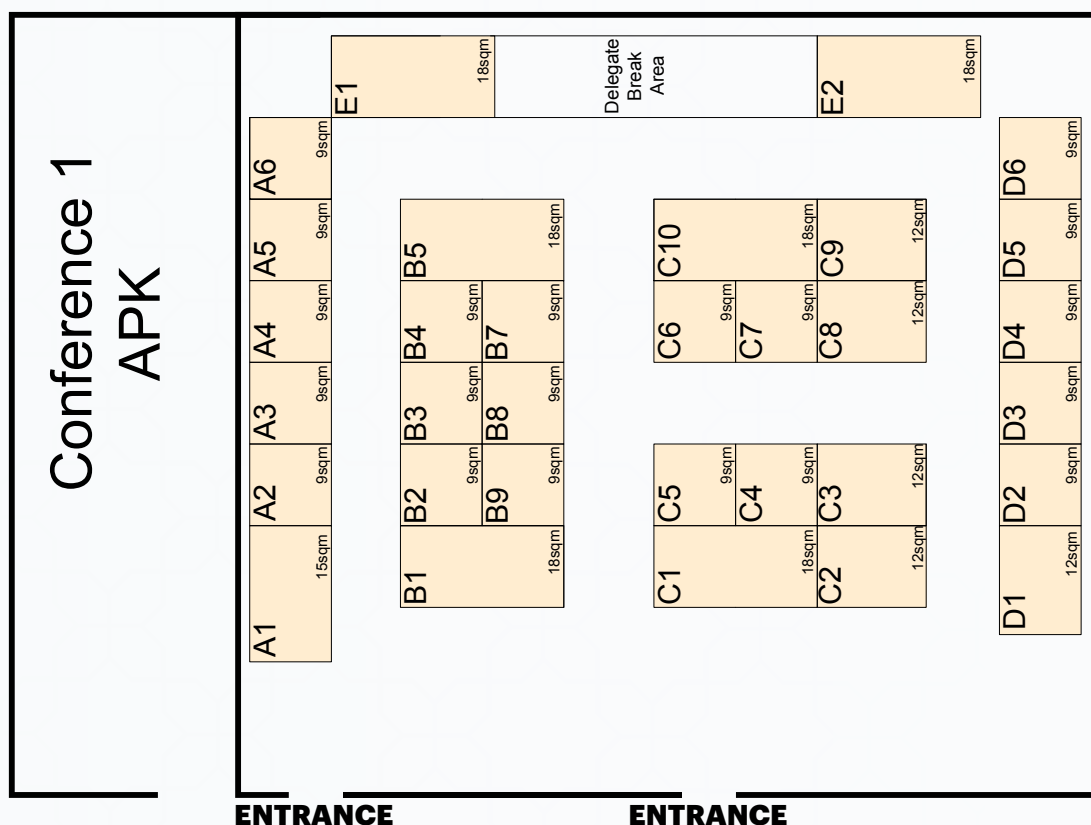 Conference 1
APK
E1
18sqm
Delegate
Break
Area
E2
18sqm
A6
9sqm
D6
9sqm
A5
9sqm
B5
18sqm
C10
18sqm
C9
12sqm
D5
9sqm
A4
9sqm
B4
9sqm
B7
9sqm
C6
9sqm
C7
9sqm
C8
12sqm
D4
9sqm
A3
9sqm
B3
9sqm
B8
9sqm
D3
9sqm
A2
9sqm
B2
9sqm
B9
9sqm
C5
9sqm
C4
9sqm
C3
12sqm
D2
9sqm
A1
15sqm
B1
18sqm
C1
18sqm
C2
12sqm
D1
12sqm
ENTRANCE
ENTRANCE